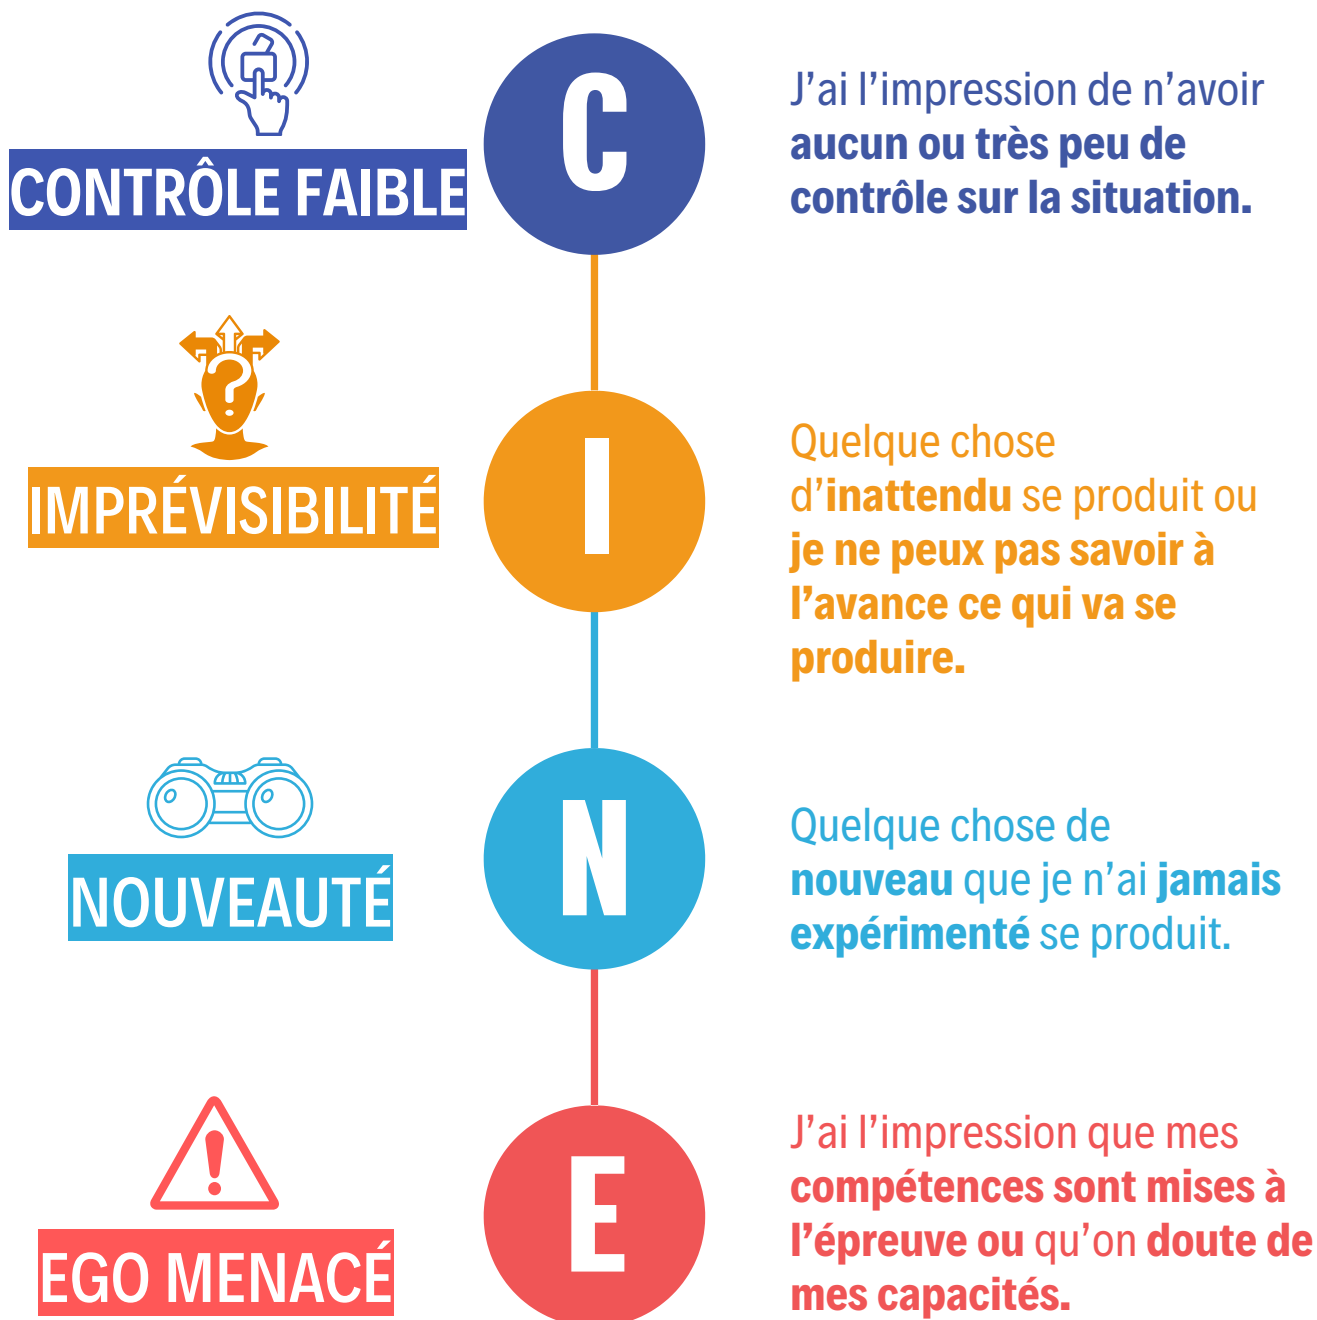 CONTRÔLE FAIBLE
C
J'ai l'impression de n'avoir
aucun ou très peu de
contrôle sur la situation.
?
IMPRÉVISIBILITÉ
I
Quelque chose
d'inattendu se produit ou
je ne peux pas savoir à
l'avance ce qui va se
produire.
NOUVEAUTÉ
N
Quelque chose de
nouveau que je n'ai jamais
expérimenté se produit.
!
EGO MENACÉ
E
J'ai l'impression que mes
compétences sont mises à
l'épreuve ou qu'on doute de
mes capacités.